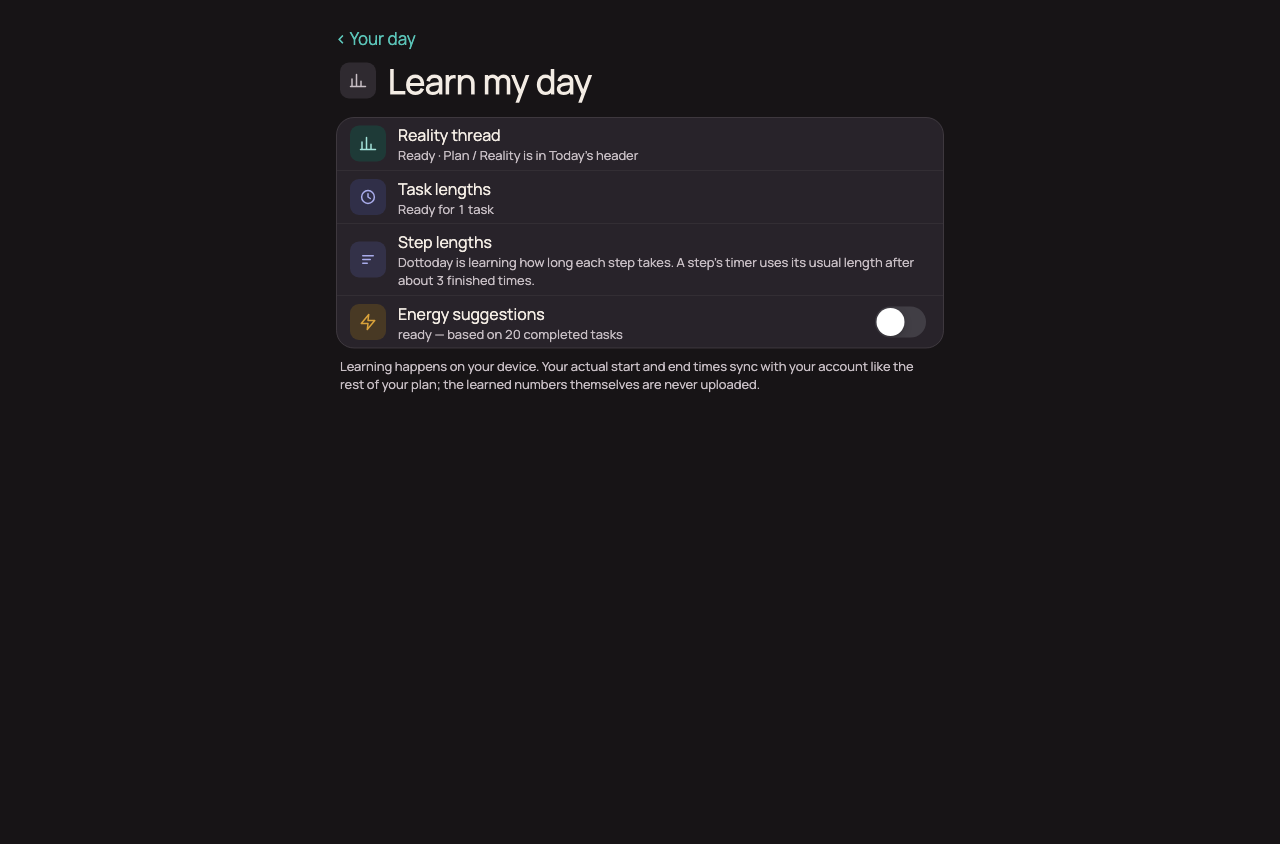 ‹ Your day
Learn my day
Reality thread
Ready · Plan / Reality is in Today's header
Task lengths
Ready for 1 task
Step lengths
Dottoday is learning how long each step takes. A step's timer uses its usual length after
about 3 finished times.
Energy suggestions
ready — based on 20 completed tasks
Learning happens on your device. Your actual start and end times sync with your account like the
rest of your plan; the learned numbers themselves are never uploaded.